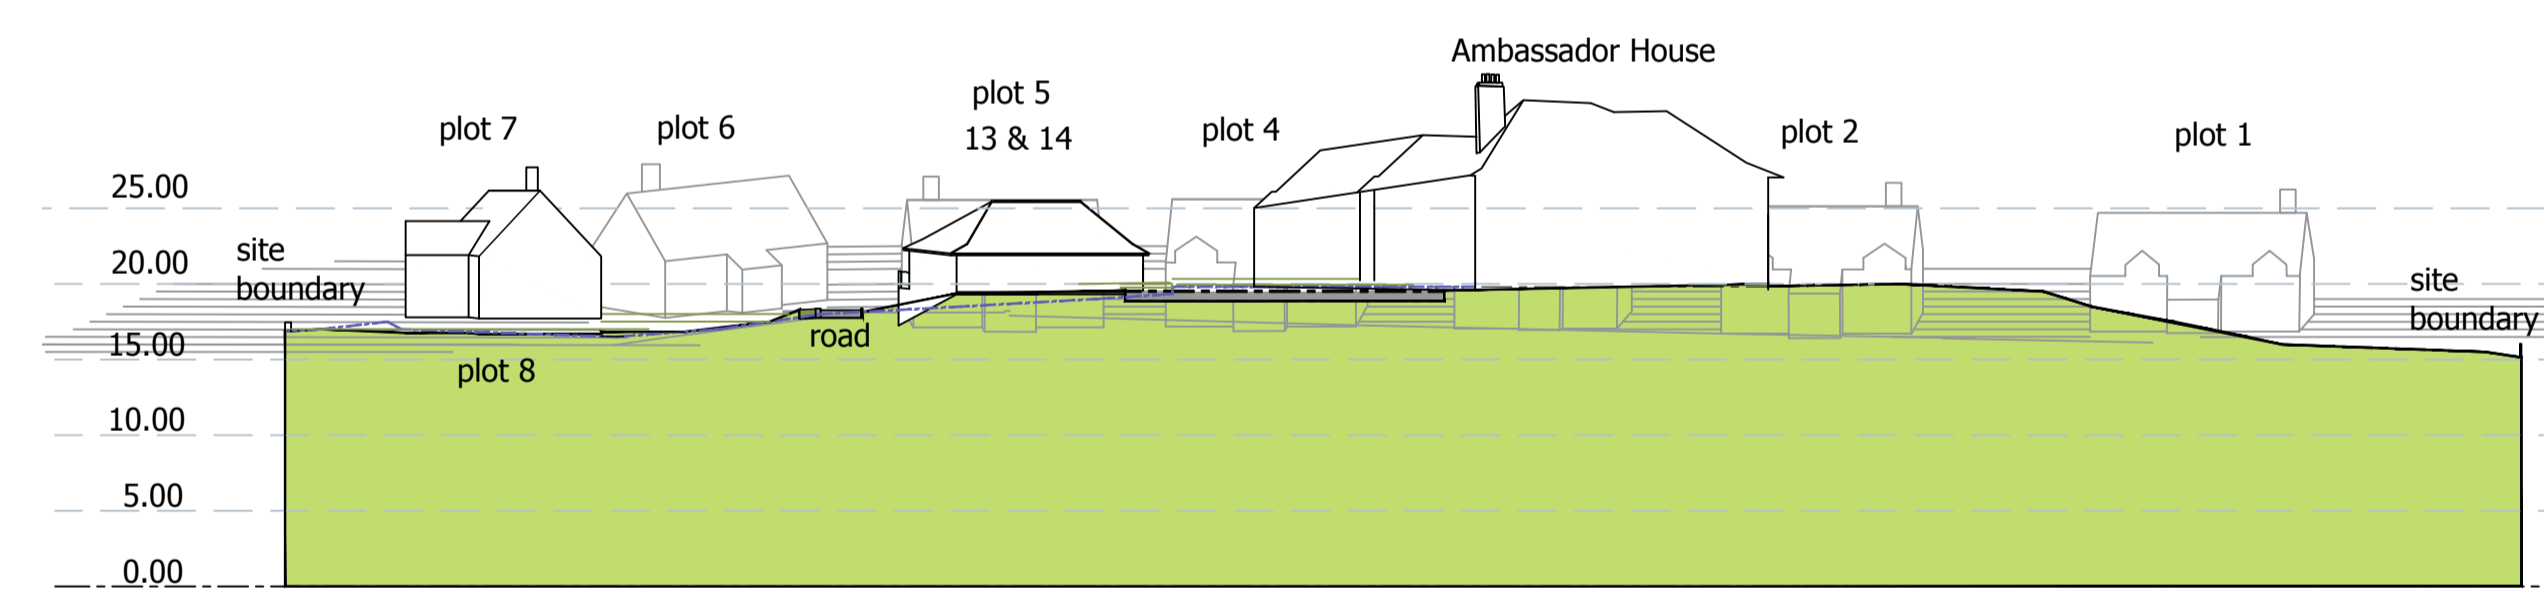 Ambassador House
plot 7
plot 6
plot 5
13 & 14
plot 4
plot 2
plot 1
25.00
site
boundary
20.00
site
boundary
15.00
road
plot 8
10.00
5.00
0.00